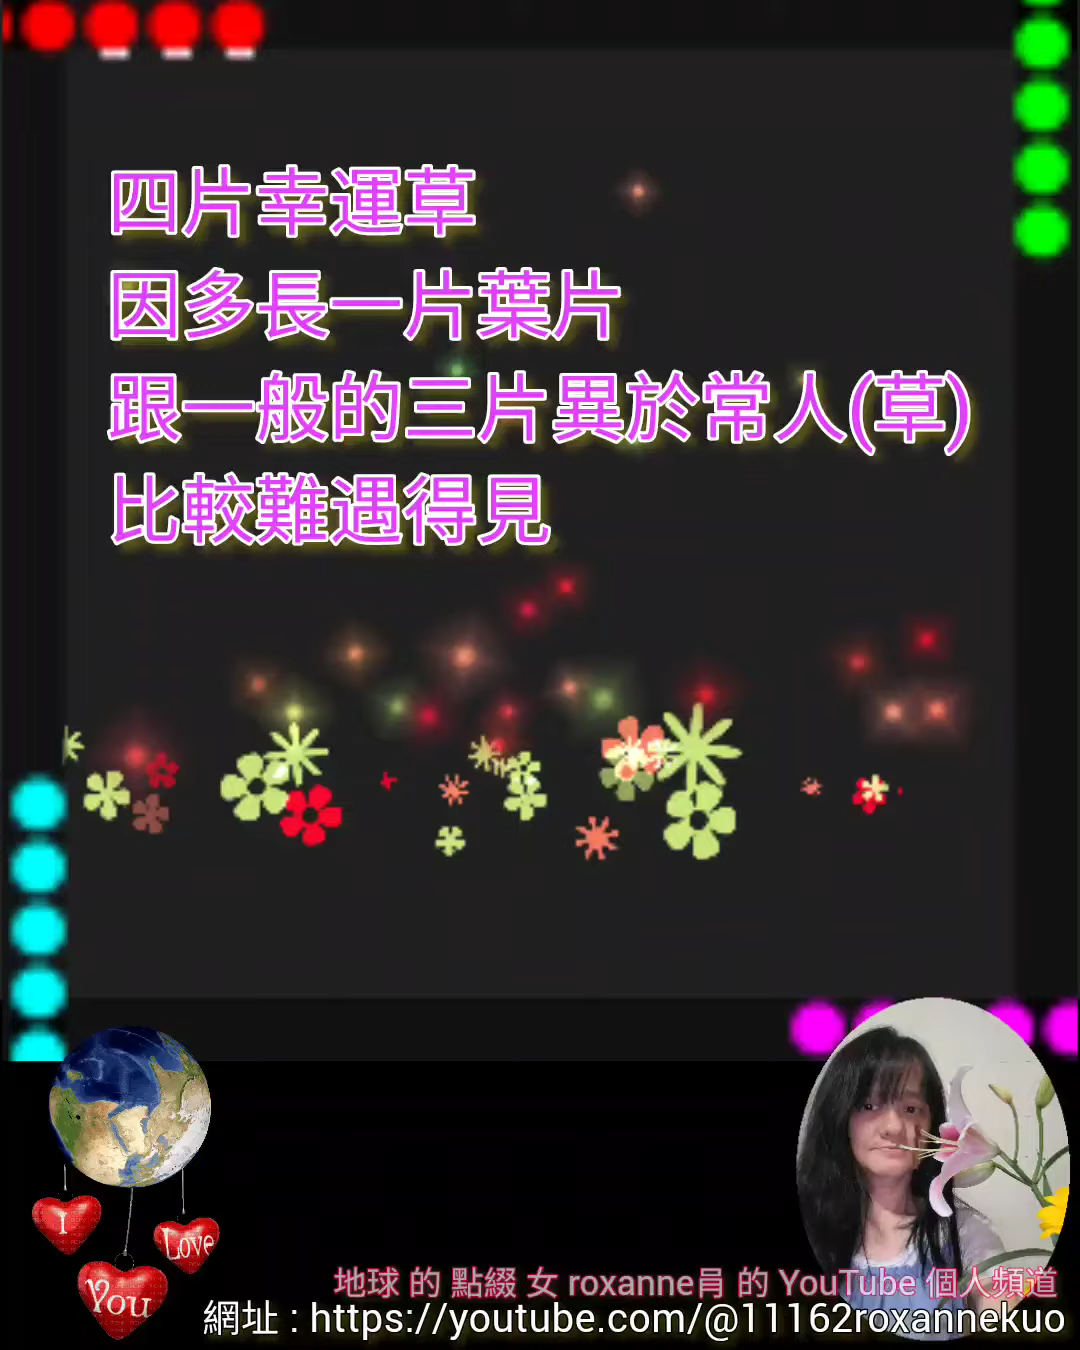 四片幸運草
因多長一片葉片
跟一般的三片異於常人(草)
比較難遇得見
I
Love
You
地球 的 點綴 女 roxanne肙 的 YouTube 個人頻道
網址 : https://youtube.com/@11162roxannekuo